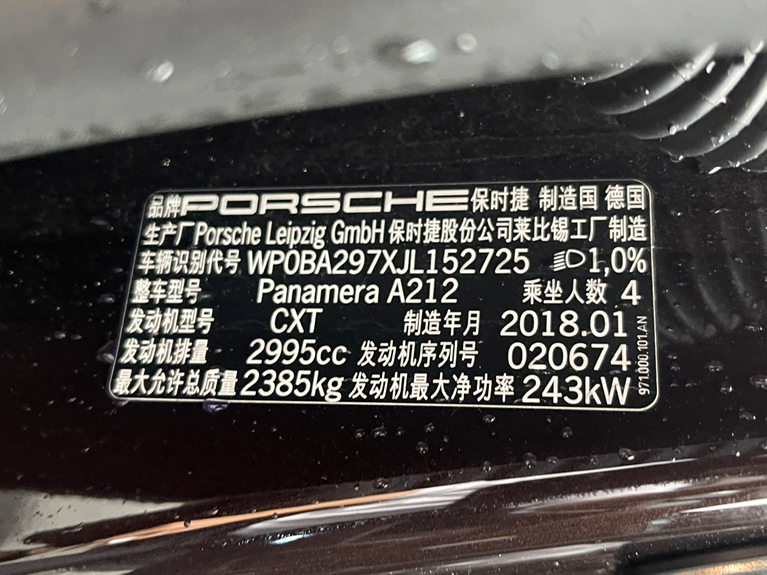 品牌 PORSCHE 保时捷 制造国 德国
生产厂 Porsche Leipzig GmbH 保时捷股份公司莱比锡工厂制造
车辆识别代号 WP0BA297XJL152725 1,0%
整车型号 Panamera A212 乘坐人数 4
发动机型号 CXT 制造年月 2018.01
发动机排量 2995cc 发动机序列号 020674
最大允许总质量 2385kg 发动机最大净功率 243kW
971.000.101.AN